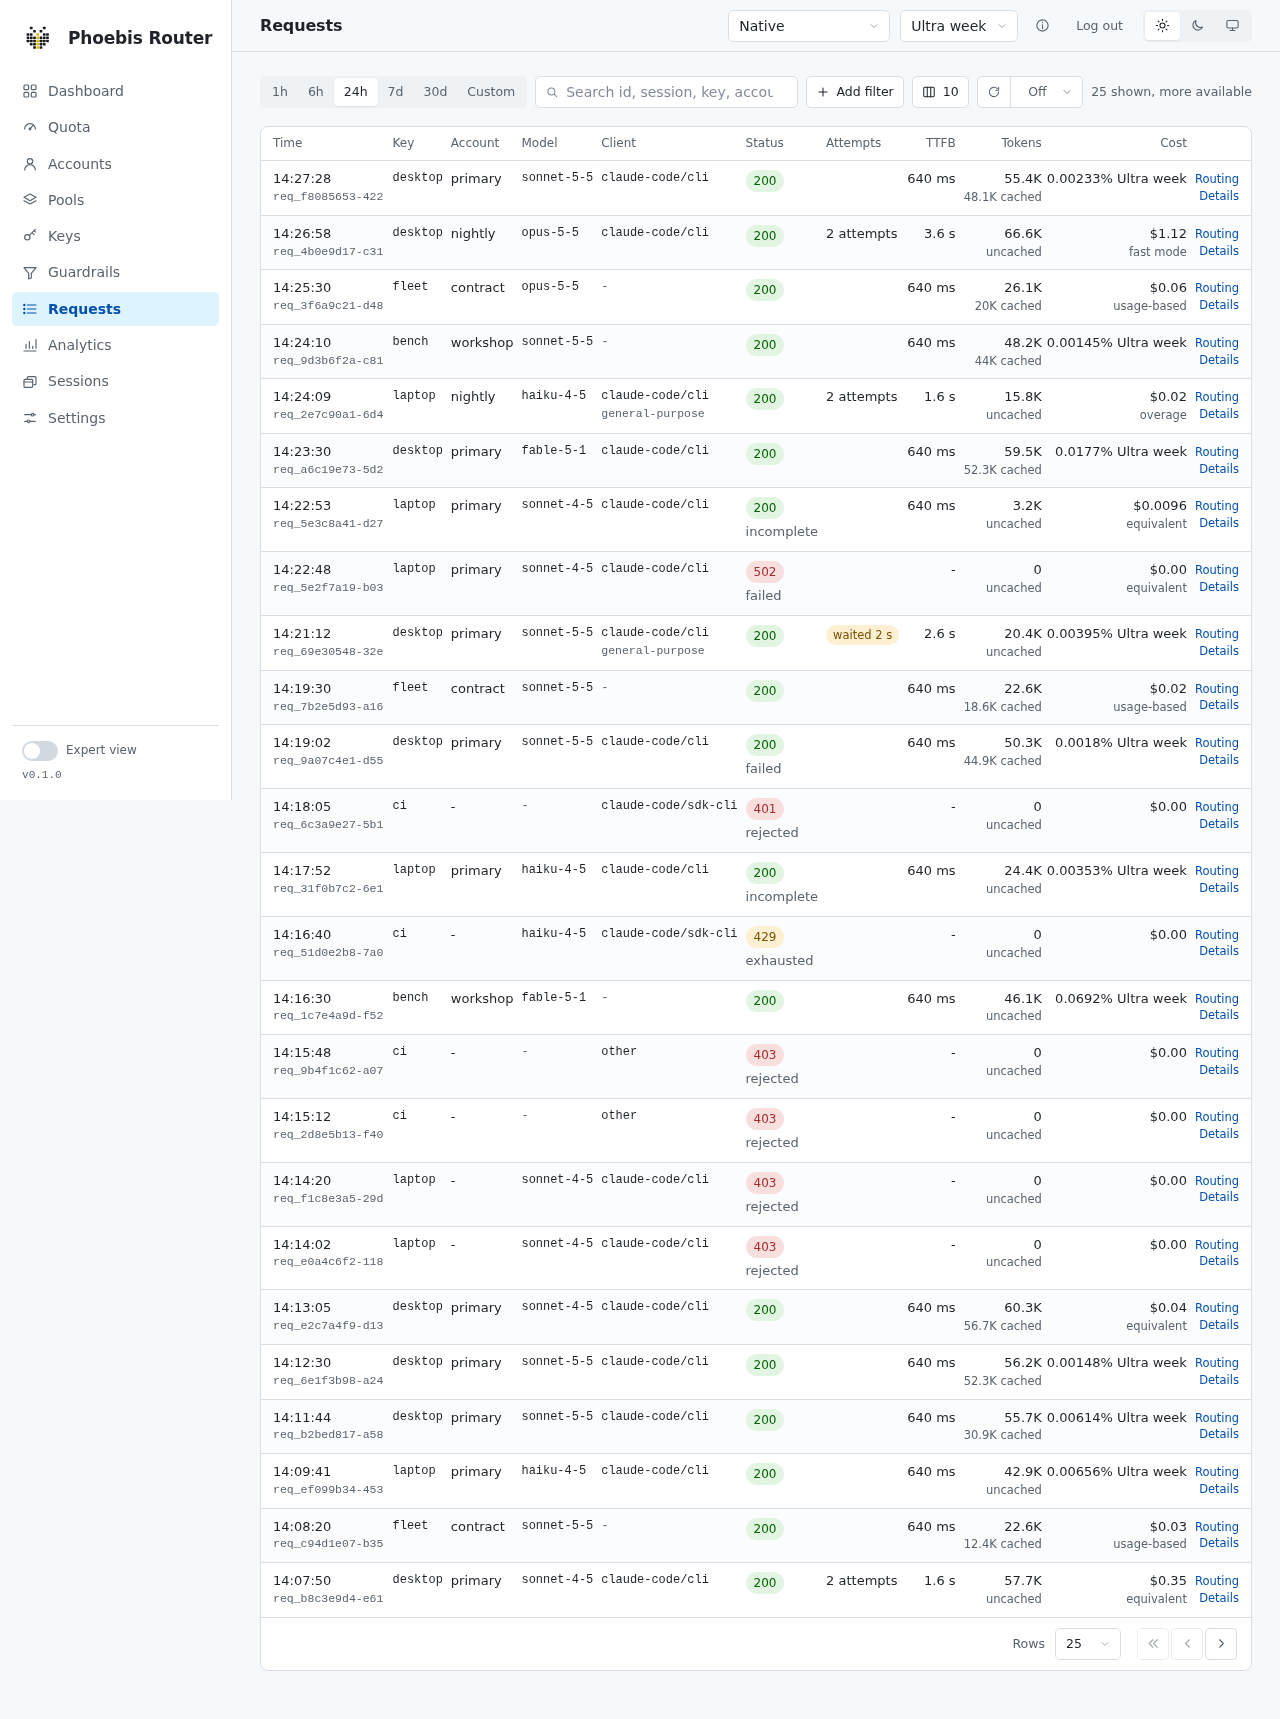 Phoebis Router
Requests
Native
Ultra week
Log out
Dashboard
Quota
Accounts
Pools
Keys
Guardrails
Requests
Analytics
Sessions
Settings
Expert view
v0.1.0
1h 6h 24h 7d 30d Custom
Search id, session, key, accou
Add filter
10
Off
25 shown, more available
Time Key Account Model Client Status Attempts TTFB Tokens Cost
14:27:28 desktop primary sonnet-5-5 claude-code/cli 200 640 ms 55.4K 0.00233% Ultra week Routing
req_f8085653-422 48.1K cached Details
14:26:58 desktop nightly opus-5-5 claude-code/cli 200 2 attempts 3.6 s 66.6K $1.12 Routing
req_4b0e9d17-c31 uncached fast mode Details
14:25:30 fleet contract opus-5-5 - 200 640 ms 26.1K $0.06 Routing
req_3f6a9c21-d48 20K cached usage-based Details
14:24:10 bench workshop sonnet-5-5 - 200 640 ms 48.2K 0.00145% Ultra week Routing
req_9d3b6f2a-c81 44K cached Details
14:24:09 laptop nightly haiku-4-5 claude-code/cli 200 2 attempts 1.6 s 15.8K $0.02 Routing
req_2e7c90a1-6d4 general-purpose uncached overage Details
14:23:30 desktop primary fable-5-1 claude-code/cli 200 640 ms 59.5K 0.0177% Ultra week Routing
req_a6c19e73-5d2 52.3K cached Details
14:22:53 laptop primary sonnet-4-5 claude-code/cli 200 640 ms 3.2K $0.0096 Routing
req_5e3c8a41-d27 incomplete uncached equivalent Details
14:22:48 laptop primary sonnet-4-5 claude-code/cli 502 - 0 $0.00 Routing
req_5e2f7a19-b03 failed uncached equivalent Details
14:21:12 desktop primary sonnet-5-5 claude-code/cli 200 waited 2 s 2.6 s 20.4K 0.00395% Ultra week Routing
req_69e30548-32e general-purpose uncached Details
14:19:30 fleet contract sonnet-5-5 - 200 640 ms 22.6K $0.02 Routing
req_7b2e5d93-a16 18.6K cached usage-based Details
14:19:02 desktop primary sonnet-5-5 claude-code/cli 200 640 ms 50.3K 0.0018% Ultra week Routing
req_9a07c4e1-d55 failed 44.9K cached Details
14:18:05 ci - - claude-code/sdk-cli 401 - 0 $0.00 Routing
req_6c3a9e27-5b1 rejected uncached Details
14:17:52 laptop primary haiku-4-5 claude-code/cli 200 640 ms 24.4K 0.00353% Ultra week Routing
req_31f0b7c2-6e1 incomplete uncached Details
14:16:40 ci - haiku-4-5 claude-code/sdk-cli 429 - 0 $0.00 Routing
req_51d0e2b8-7a0 exhausted uncached Details
14:16:30 bench workshop fable-5-1 - 200 640 ms 46.1K 0.0692% Ultra week Routing
req_1c7e4a9d-f52 uncached Details
14:15:48 ci - - other 403 - 0 $0.00 Routing
req_9b4f1c62-a07 rejected uncached Details
14:15:12 ci - - other 403 - 0 $0.00 Routing
req_2d8e5b13-f40 rejected uncached Details
14:14:20 laptop - sonnet-4-5 claude-code/cli 403 - 0 $0.00 Routing
req_f1c8e3a5-29d rejected uncached Details
14:14:02 laptop - sonnet-4-5 claude-code/cli 403 - 0 $0.00 Routing
req_e0a4c6f2-118 rejected uncached Details
14:13:05 desktop primary sonnet-4-5 claude-code/cli 200 640 ms 60.3K $0.04 Routing
req_e2c7a4f9-d13 56.7K cached equivalent Details
14:12:30 desktop primary sonnet-5-5 claude-code/cli 200 640 ms 56.2K 0.00148% Ultra week Routing
req_6e1f3b98-a24 52.3K cached Details
14:11:44 desktop primary sonnet-5-5 claude-code/cli 200 640 ms 55.7K 0.00614% Ultra week Routing
req_b2bed817-a58 30.9K cached Details
14:09:41 laptop primary haiku-4-5 claude-code/cli 200 640 ms 42.9K 0.00656% Ultra week Routing
req_ef099b34-453 uncached Details
14:08:20 fleet contract sonnet-5-5 - 200 640 ms 22.6K $0.03 Routing
req_c94d1e07-b35 12.4K cached usage-based Details
14:07:50 desktop primary sonnet-4-5 claude-code/cli 200 2 attempts 1.6 s 57.7K $0.35 Routing
req_b8c3e9d4-e61 uncached equivalent Details
Rows 25